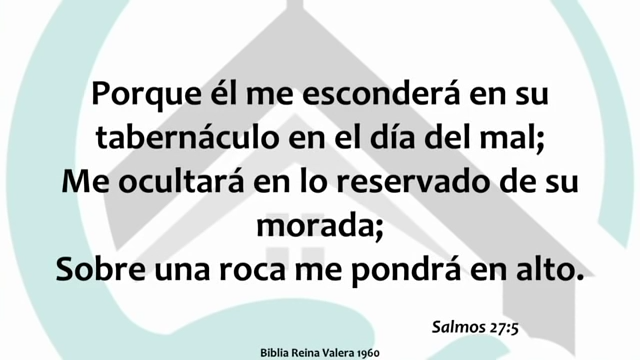 Porque él me esconderá en su
tabernáculo en el día del mal;
Me ocultará en lo reservado de su
morada;
Sobre una roca me pondrá en alto.
Salmos 27:5
Biblia Reina Valera 1960